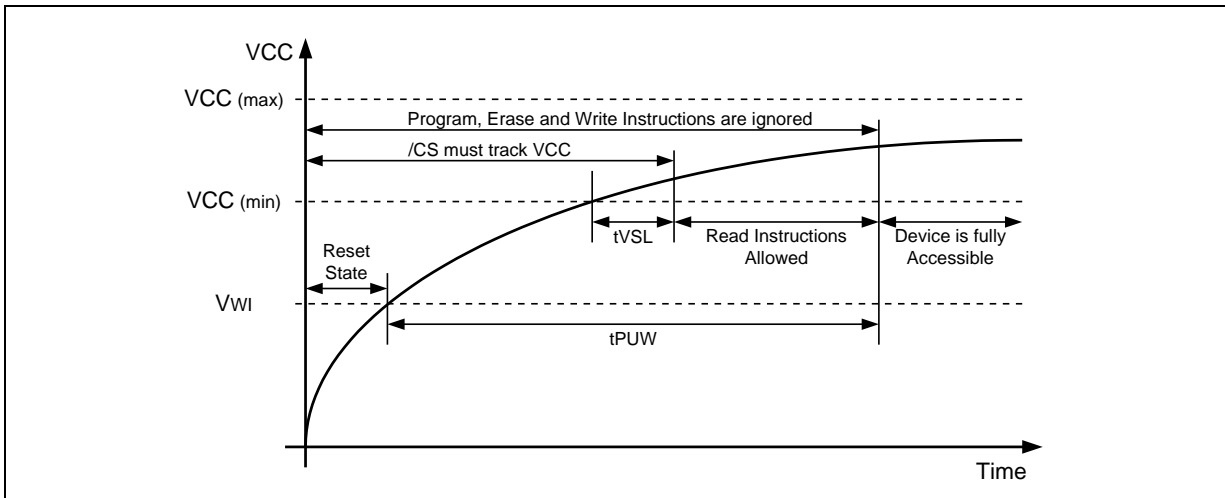 VCC
VCC (max)
Program, Erase and Write Instructions are ignored
/CS must track VCC
VCC (min)
tVSL
Read Instructions
Allowed
Device is fully
Accessible
Reset
State
VWI
tPUW
Time